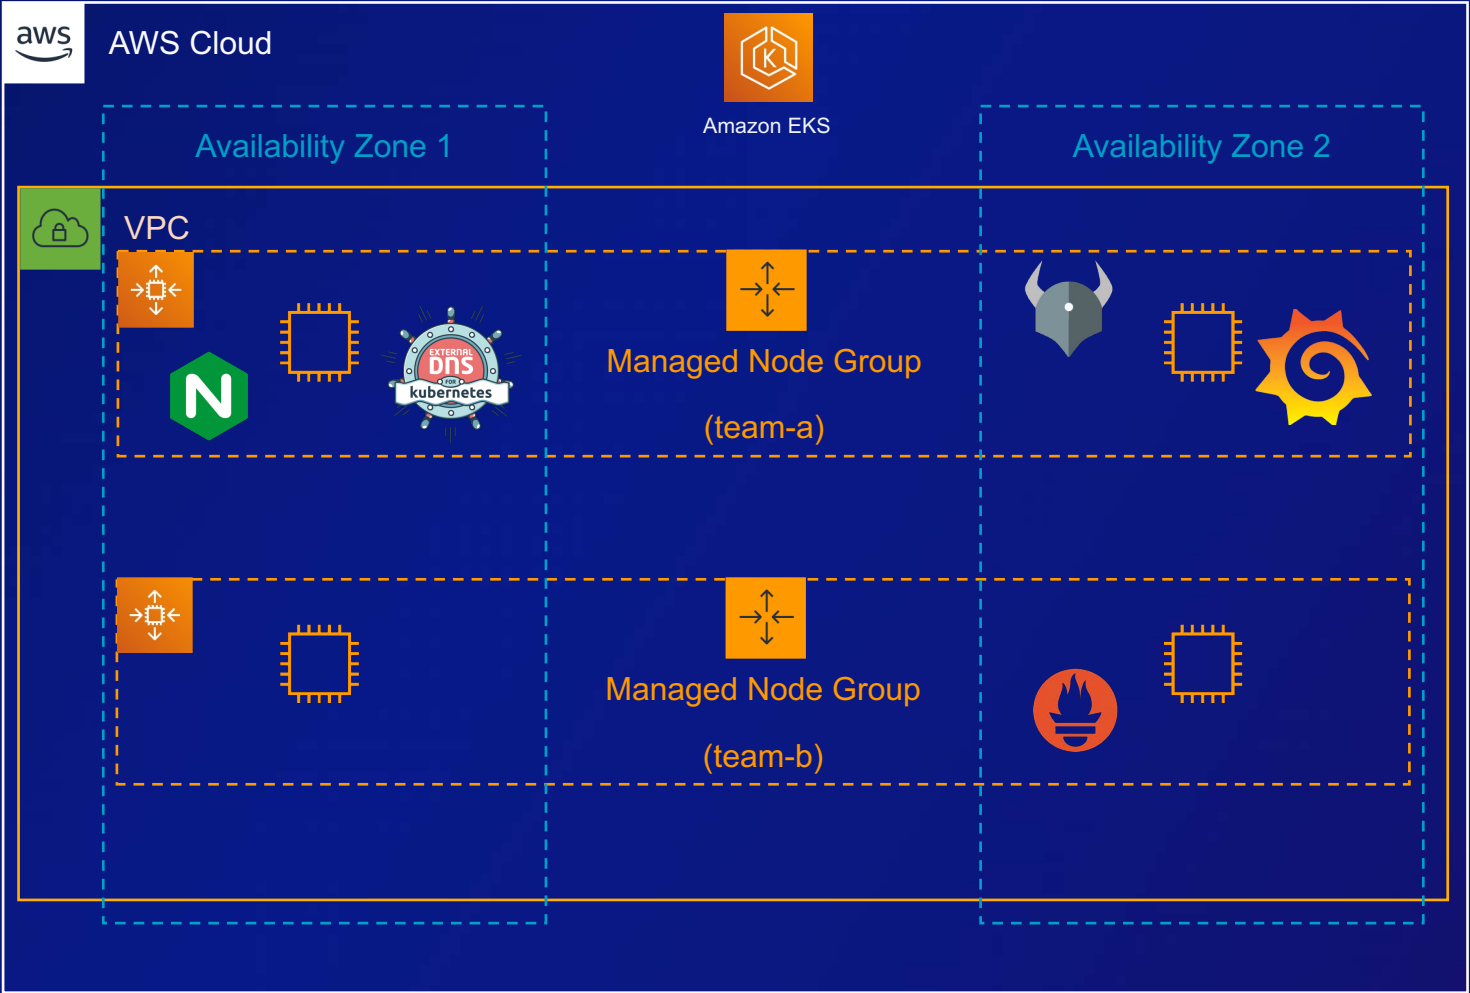 aws
AWS Cloud
K
Amazon EKS
Availability Zone 1
Availability Zone 2
VPC
N
EXTERNAL
DNS
FOR
kubernetes
Managed Node Group
(team-a)
Managed Node Group
(team-b)